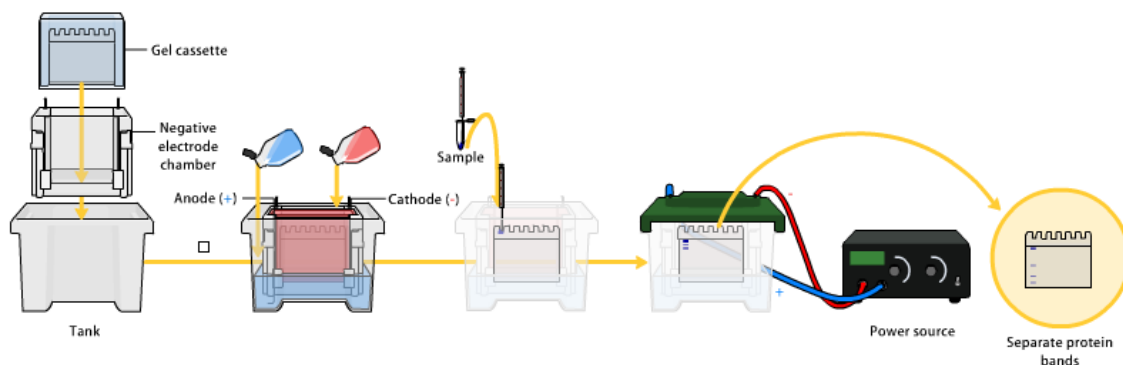 Gel cassette
Negative
electrode
chamber
Anode (+)
Cathode (-)
Sample
Tank
-
+
Power source
Separate protein
bands